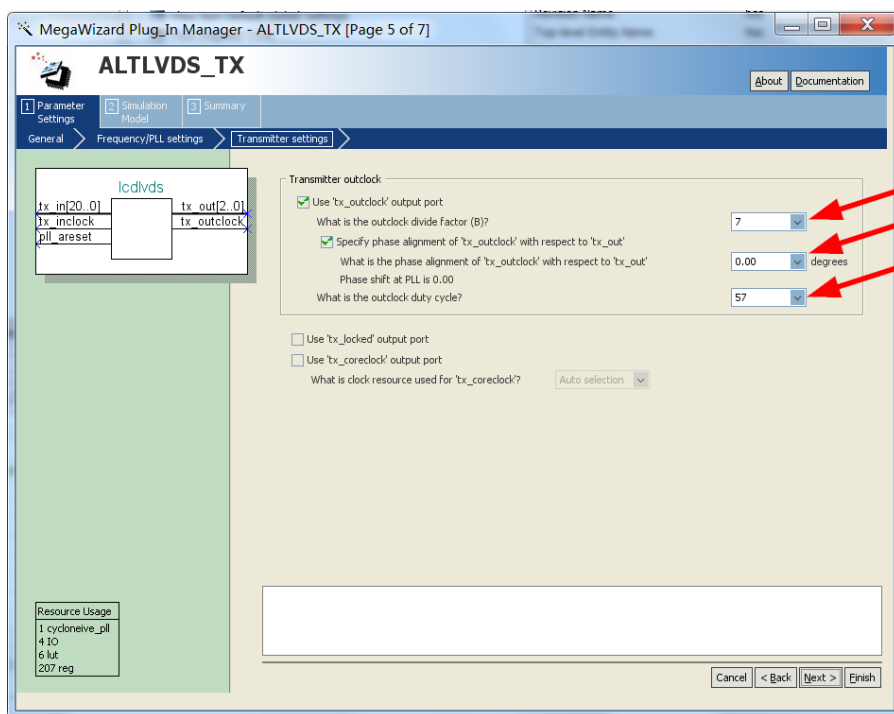 MegaWizard Plug_In Manager - ALTLVDS_TX [Page 5 of 7]
ALTLVDS_TX
About Documentation
1 Parameter Settings
2 Simulation Model
3 Summary
General
Frequency/PLL settings
Transmitter settings
lcdlvds
tx_in[20..0] tx_out[2..0]
tx_inclock tx_outclock
pll_areset
Transmitter outclock
Use 'tx_outclock' output port
What is the outclock divide factor (B)? 7
Specify phase alignment of 'tx_outclock' with respect to 'tx_out'
What is the phase alignment of 'tx_outclock' with respect to 'tx_out' 0.00 degrees
Phase shift at PLL is 0.00
What is the outclock duty cycle? 57
Use 'tx_locked' output port
Use 'tx_coreclock' output port
What is clock resource used for 'tx_coreclock'? Auto selection
Resource Usage
1 cycloneive_pll
4 IO
6 lut
207 reg
Cancel < Back Next > Finish